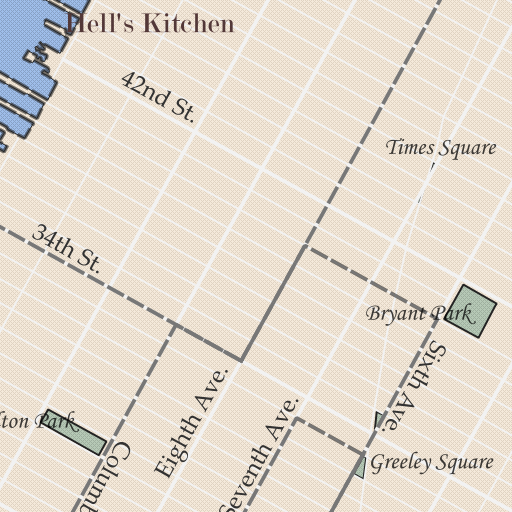 Hell's Kitchen
42nd St.
Times Square
34th St.
Bryant Park
Sixth Ave.
Eighth Ave.
Seventh Ave.
lton Park
Columb
Greeley Square